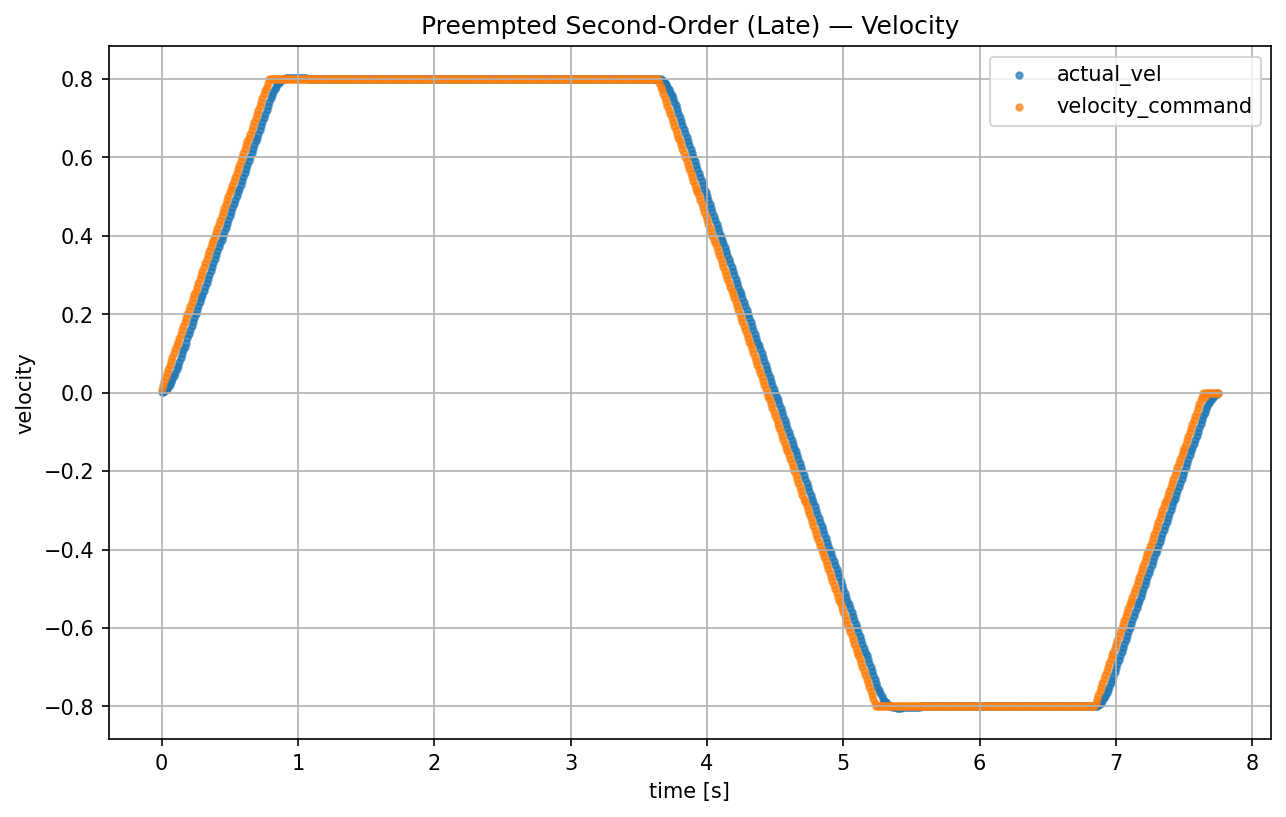 Preempted Second-Order (Late) — Velocity
actual_vel
velocity_command
velocity
0.8
0.6
0.4
0.2
0.0
−0.2
−0.4
−0.6
−0.8
0 1 2 3 4 5 6 7 8
time [s]